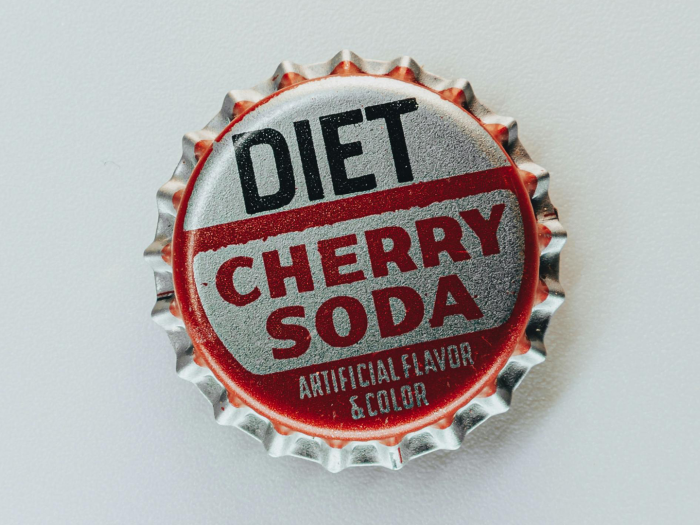 DIET
CHERRY
SODA
ARTIFICIAL FLAVOR
& COLOR